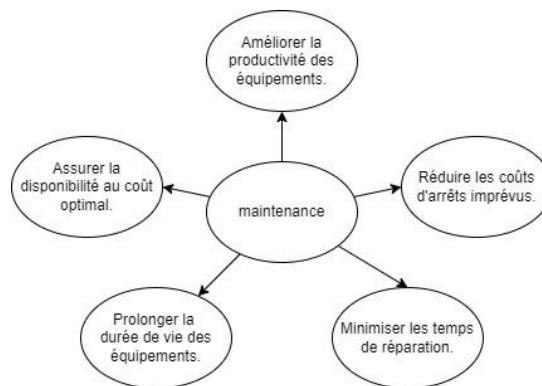 Améliorer la
productivité des
équipements.
Assurer la
disponibilité au coût
optimal.
Réduire les coûts
d'arrêts imprévus.
maintenance
Prolonger la
durée de vie des
équipements.
Minimiser les temps
de réparation.